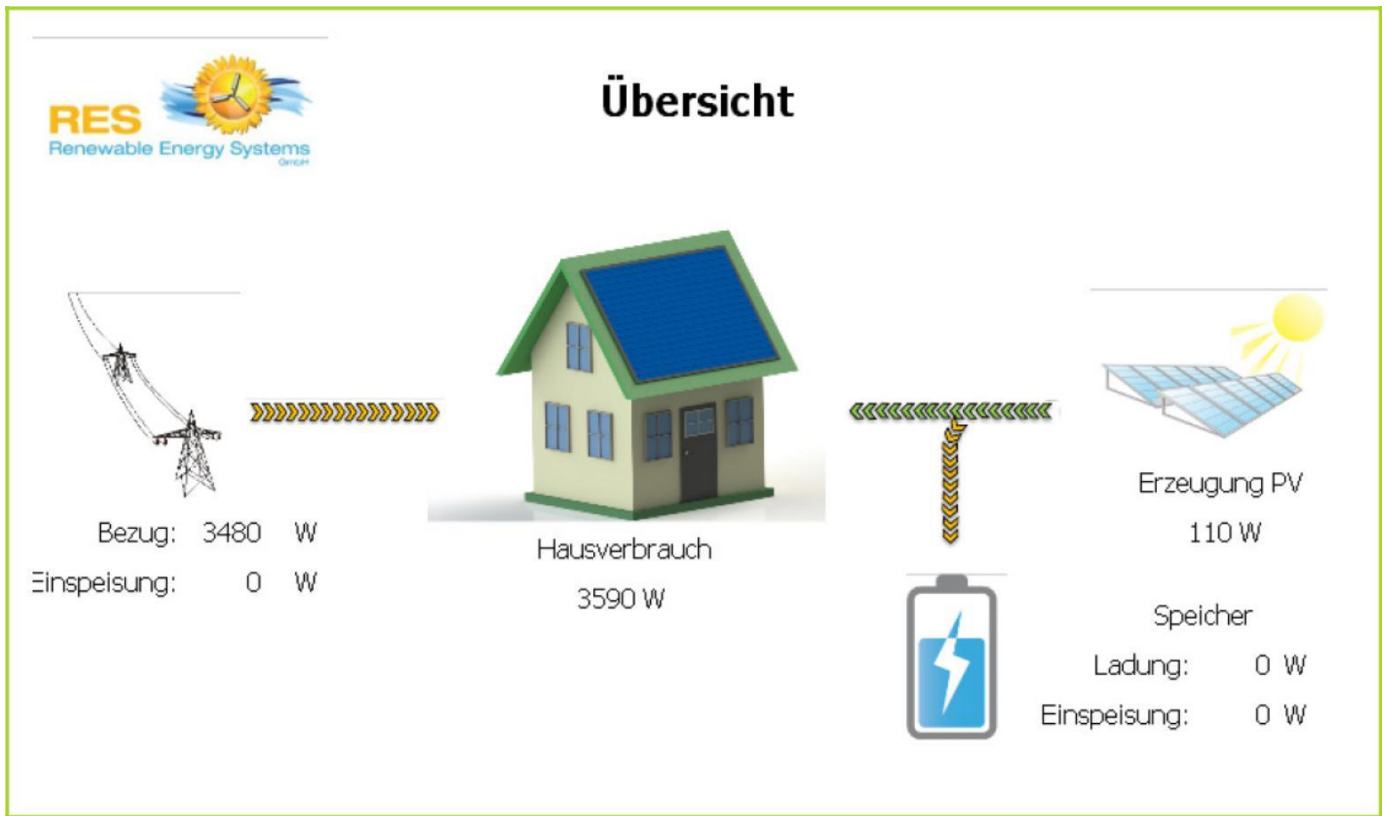 Übersicht
RES
Renewable Energy Systems
GmbH
Bezug: 3480 W
Einspeisung: 0 W
Hausverbrauch
3590 W
Erzeugung PV
110 W
Speicher
Ladung: 0 W
Einspeisung: 0 W